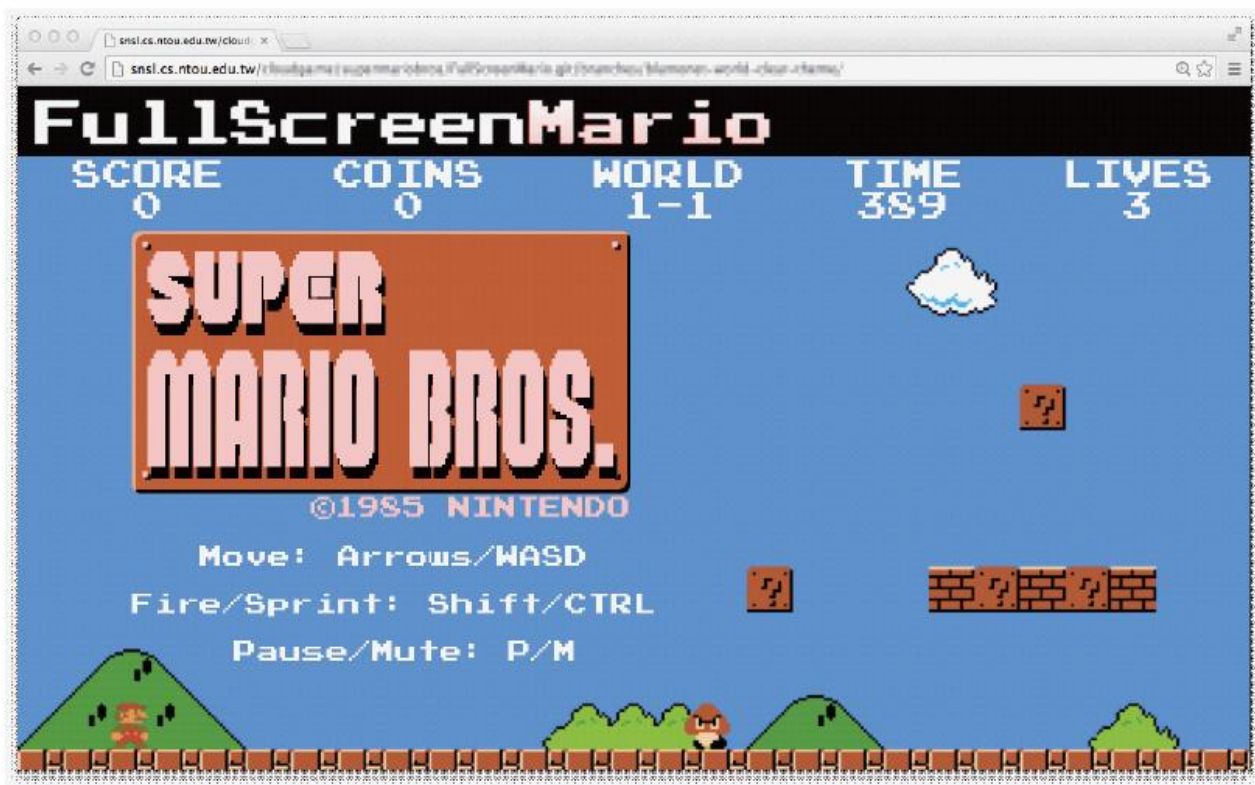 snsl.cs.ntou.edu.tw/cloud
snsl.cs.ntou.edu.tw/
FullScreenMario
SCORE COINS WORLD TIME LIVES
0 0 1-1 389 3
SUPER
MARIO BROS.
©1985 NINTENDO
Move: Arrows/WASD
Fire/Sprint: Shift/CTRL
Pause/Mute: P/M
? 
? ? ?